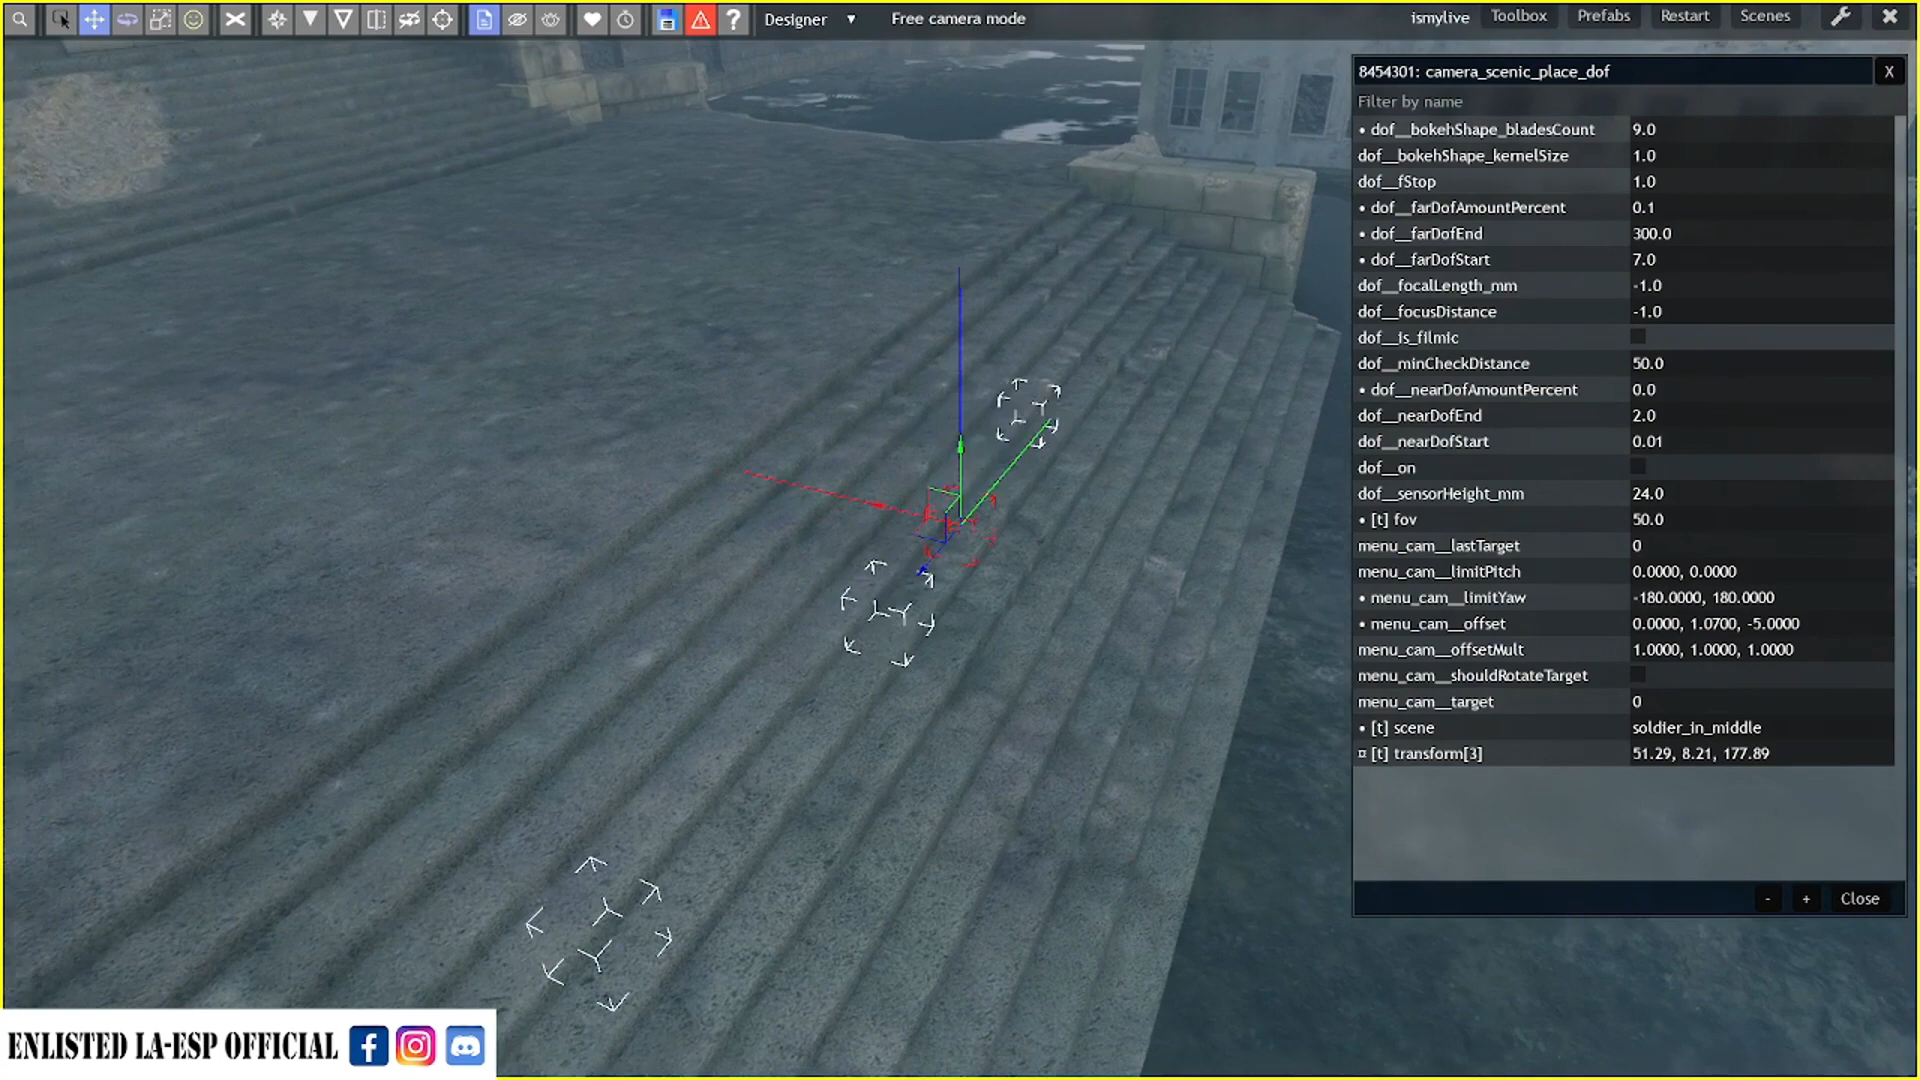 Designer ▼ Free camera mode ismylive Toolbox Prefabs Restart Scenes
8454301: camera_scenic_place_dof X
Filter by name
• dof__bokehShape_bladesCount 9.0
dof__bokehShape_kernelSize 1.0
dof__fStop 1.0
• dof__farDofAmountPercent 0.1
• dof__farDofEnd 300.0
• dof__farDofStart 7.0
dof__focalLength_mm -1.0
dof__focusDistance -1.0
dof__is_filmic
dof__minCheckDistance 50.0
• dof__nearDofAmountPercent 0.0
dof__nearDofEnd 2.0
dof__nearDofStart 0.01
dof__on
dof__sensorHeight_mm 24.0
• [t] fov 50.0
menu_cam__lastTarget 0
menu_cam__limitPitch 0.0000, 0.0000
• menu_cam__limitYaw -180.0000, 180.0000
• menu_cam__offset 0.0000, 1.0700, -5.0000
menu_cam__offsetMult 1.0000, 1.0000, 1.0000
menu_cam__shouldRotateTarget
menu_cam__target 0
• [t] scene soldier_in_middle
¤ [t] transform[3] 51.29, 8.21, 177.89
- + Close
ENLISTED LA-ESP OFFICIAL